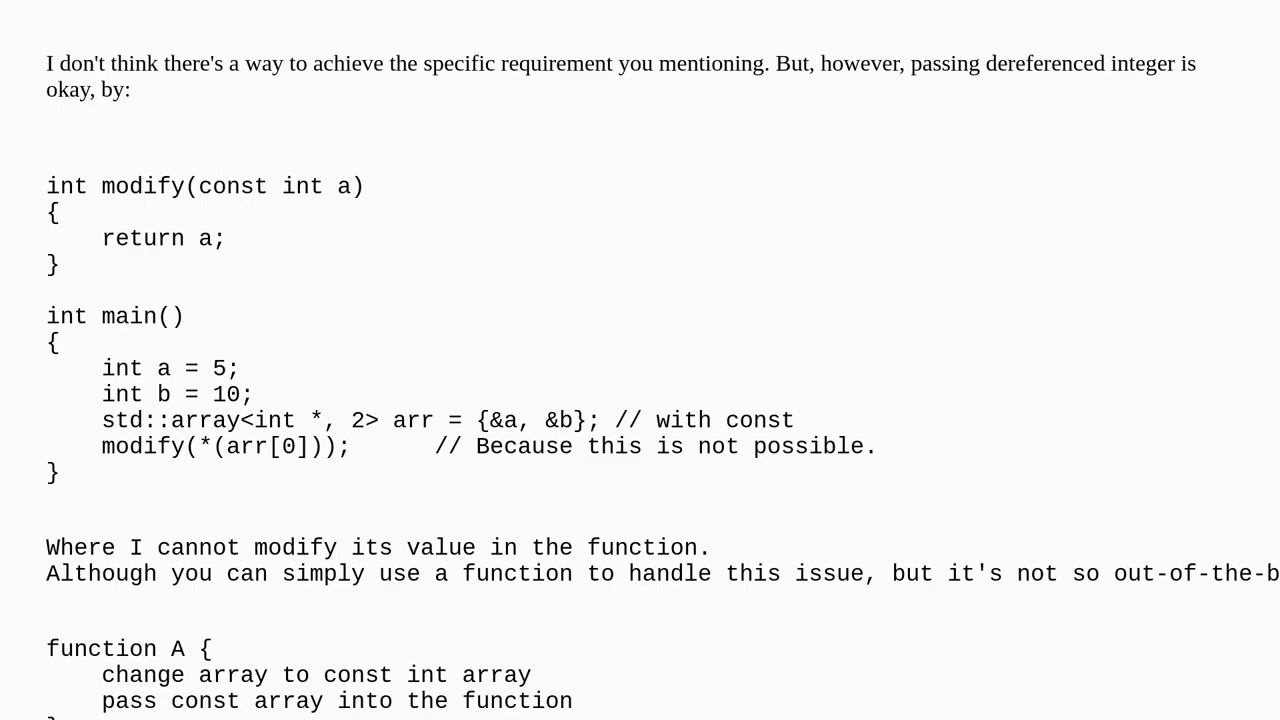 I don't think there's a way to achieve the specific requirement you mentioning. But, however, passing dereferenced integer is
okay, by:
int modify(const int a)
{
    return a;
}
int main()
{
    int a = 5;
    int b = 10;
    std::array<int *, 2> arr = {&a, &b}; // with const
    modify(*(arr[0]));      // Because this is not possible.
}
Where I cannot modify its value in the function.
Although you can simply use a function to handle this issue, but it's not so out-of-the-b
function A {
    change array to const int array
    pass const array into the function